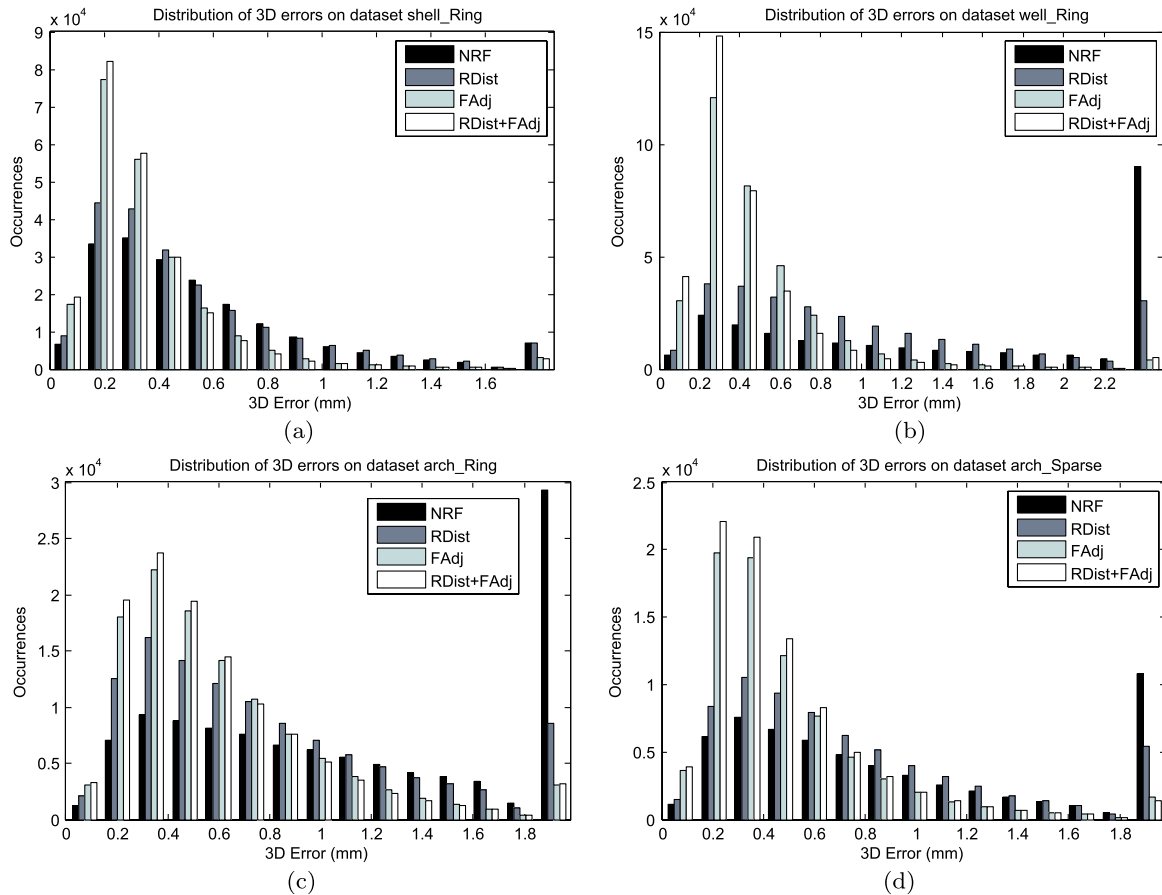 Distribution of 3D errors on dataset shell_Ring
x 10⁴
9
8
7
6
5
4
3
2
1
0
Occurrences
NRF
RDist
FAdj
RDist+FAdj
0 0.2 0.4 0.6 0.8 1 1.2 1.4 1.6
3D Error (mm)
(a)
Distribution of 3D errors on dataset well_Ring
x 10⁴
15
10
5
0
Occurrences
NRF
RDist
FAdj
RDist+FAdj
0 0.2 0.4 0.6 0.8 1 1.2 1.4 1.6 1.8 2 2.2
3D Error (mm)
(b)
Distribution of 3D errors on dataset arch_Ring
x 10⁴
3
2.5
2
1.5
1
0.5
0
Occurrences
NRF
RDist
FAdj
RDist+FAdj
0 0.2 0.4 0.6 0.8 1 1.2 1.4 1.6 1.8
3D Error (mm)
(c)
Distribution of 3D errors on dataset arch_Sparse
x 10⁴
2.5
2
1.5
1
0.5
0
Occurrences
NRF
RDist
FAdj
RDist+FAdj
0 0.2 0.4 0.6 0.8 1 1.2 1.4 1.6 1.8
3D Error (mm)
(d)